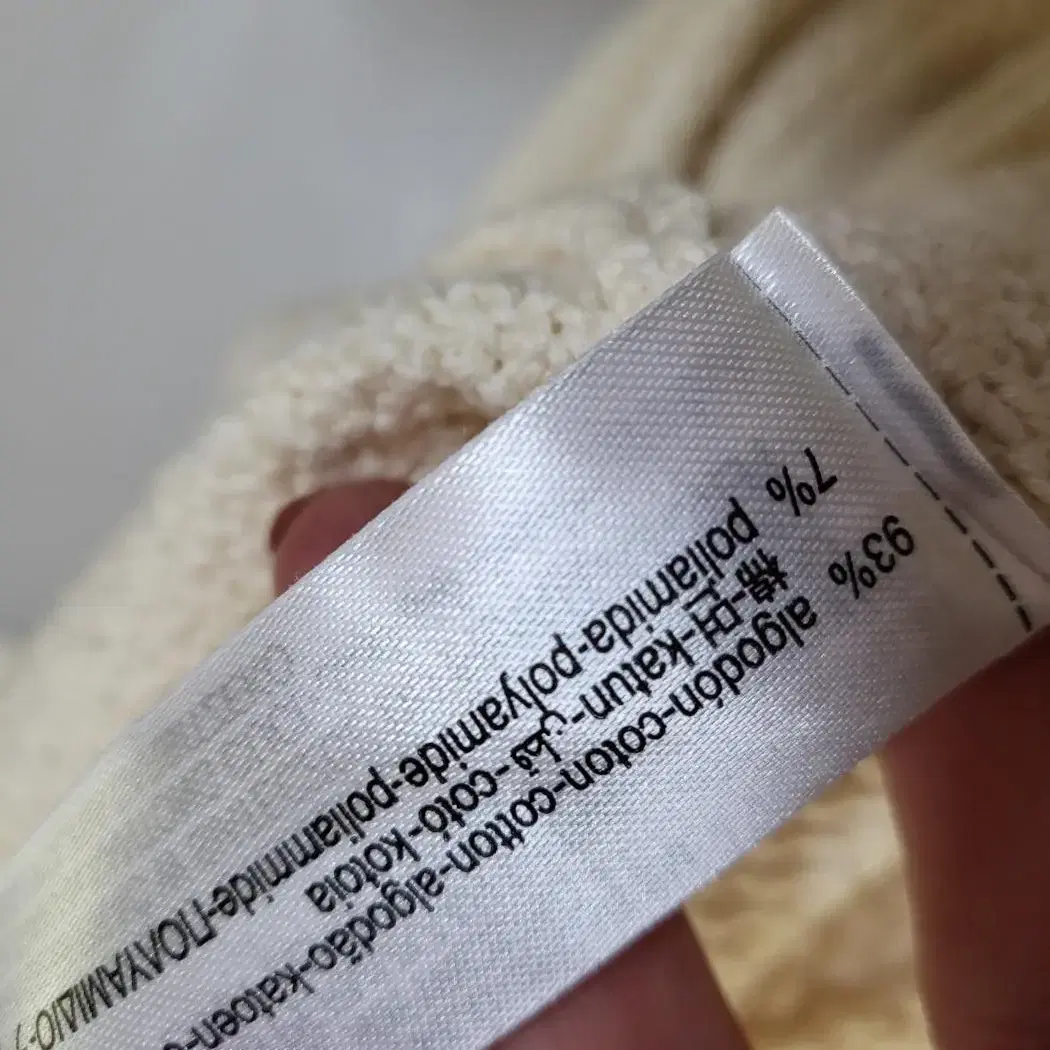 93% algodón-coton-cotton-algodão-katoen-
棉-면-katun-قطن-cotó-kotoia
7% poliamida-polyamide-poliammide-ΠΟΛΥΑΜΙΔΙΟ-